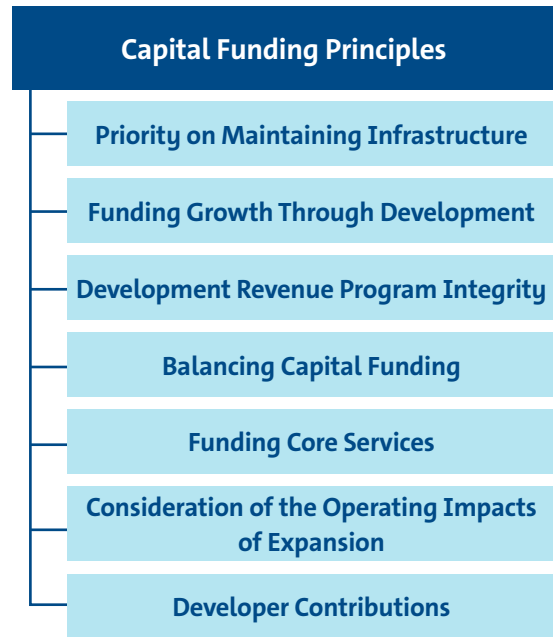 Capital Funding Principles
Priority on Maintaining Infrastructure
Funding Growth Through Development
Development Revenue Program Integrity
Balancing Capital Funding
Funding Core Services
Consideration of the Operating Impacts
of Expansion
Developer Contributions